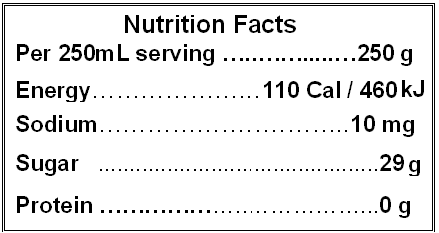 Nutrition Facts
Per 250mL serving ……………250 g
Energy…………………110 Cal / 460 kJ
Sodium…………………………..10 mg
Sugar ……………………………..29 g
Protein ……………………………..0 g